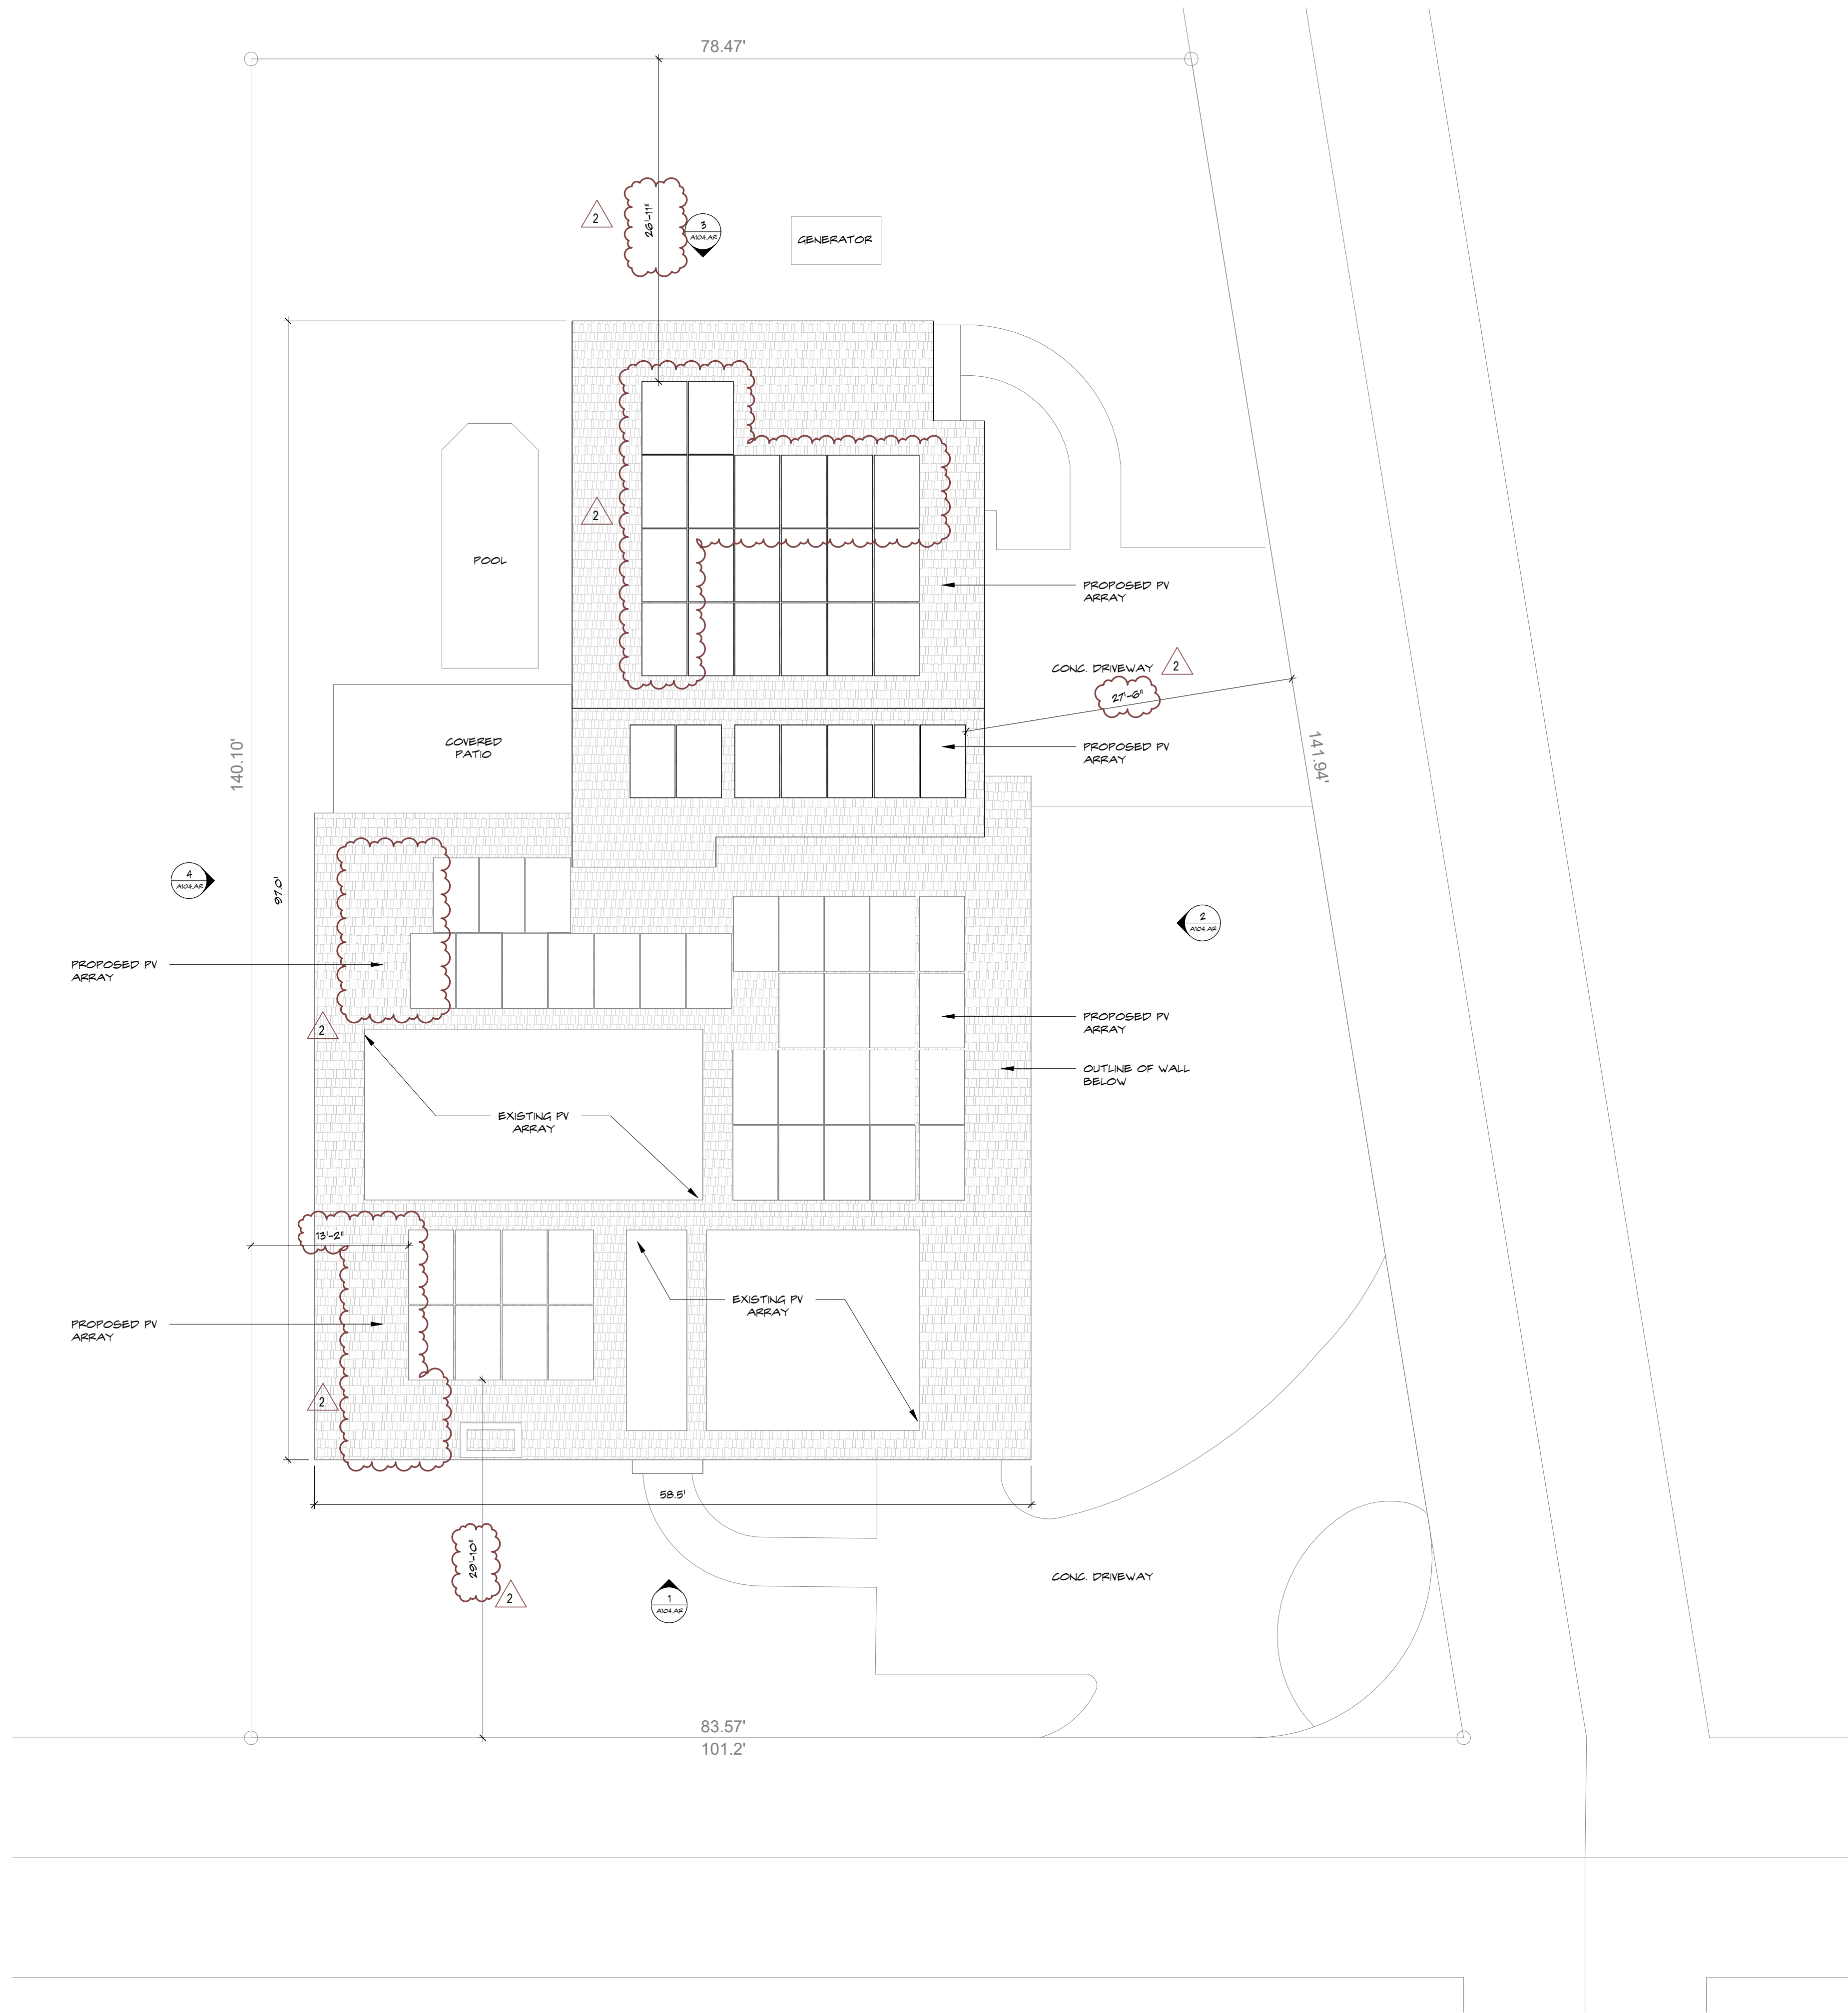 78.47'
2
26'-11"
3
A104.AR
GENERATOR
2
POOL
PROPOSED PV
ARRAY
CONC. DRIVEWAY
2
27'-6"
COVERED
PATIO
PROPOSED PV
ARRAY
140.10'
141.94'
4
A104.AR
97.0'
2
A104.AR
PROPOSED PV
ARRAY
2
PROPOSED PV
ARRAY
OUTLINE OF WALL
BELOW
EXISTING PV
ARRAY
13'-2"
EXISTING PV
ARRAY
PROPOSED PV
ARRAY
2
58.5'
29'-10"
2
1
A104.AR
CONC. DRIVEWAY
83.57'
101.2'